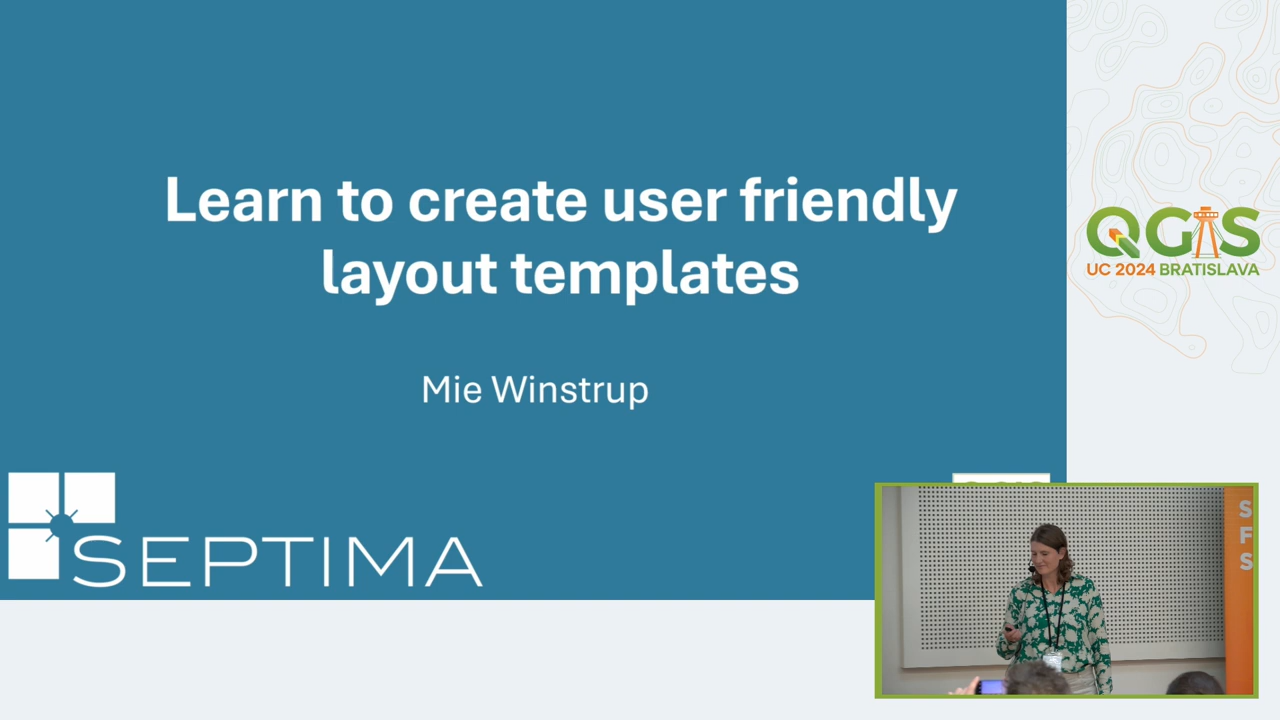 Learn to create user friendly
layout templates
Mie Winstrup
SEPTIMA
QGIS
UC 2024 BRATISLAVA
S
F
S